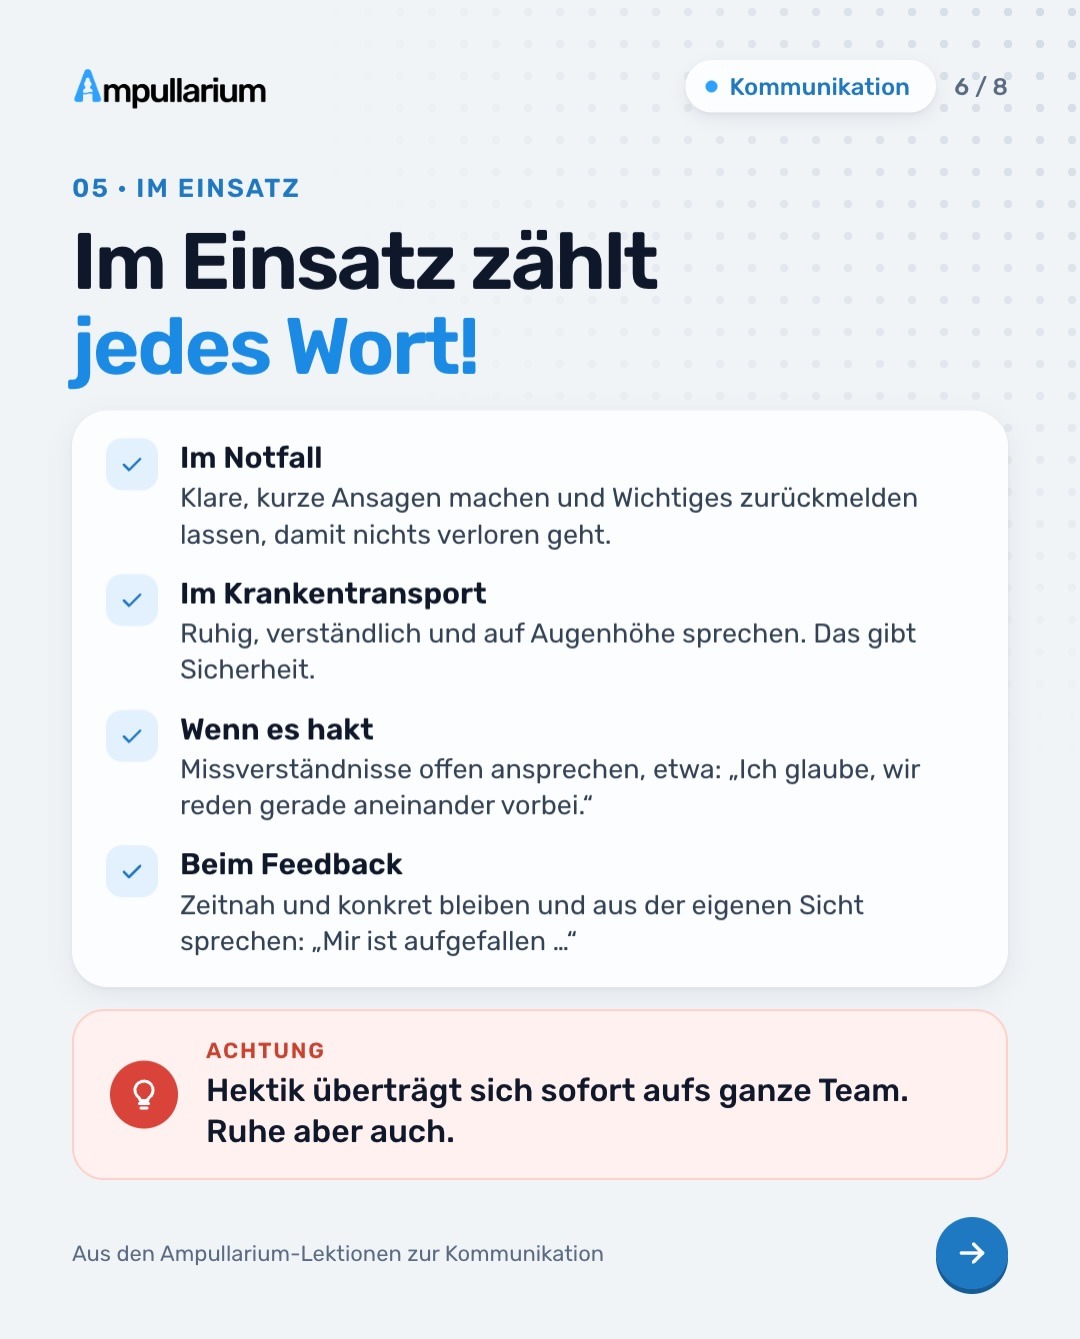 Ampullarium
Kommunikation
6 / 8
05 • IM EINSATZ
Im Einsatz zählt
jedes Wort!
Im Notfall
Klare, kurze Ansagen machen und Wichtiges zurückmelden
lassen, damit nichts verloren geht.
Im Krankentransport
Ruhig, verständlich und auf Augenhöhe sprechen. Das gibt
Sicherheit.
Wenn es hakt
Missverständnisse offen ansprechen, etwa: „Ich glaube, wir
reden gerade aneinander vorbei.“
Beim Feedback
Zeitnah und konkret bleiben und aus der eigenen Sicht
sprechen: „Mir ist aufgefallen …“
ACHTUNG
Hektik überträgt sich sofort aufs ganze Team.
Ruhe aber auch.
Aus den Ampullarium-Lektionen zur Kommunikation